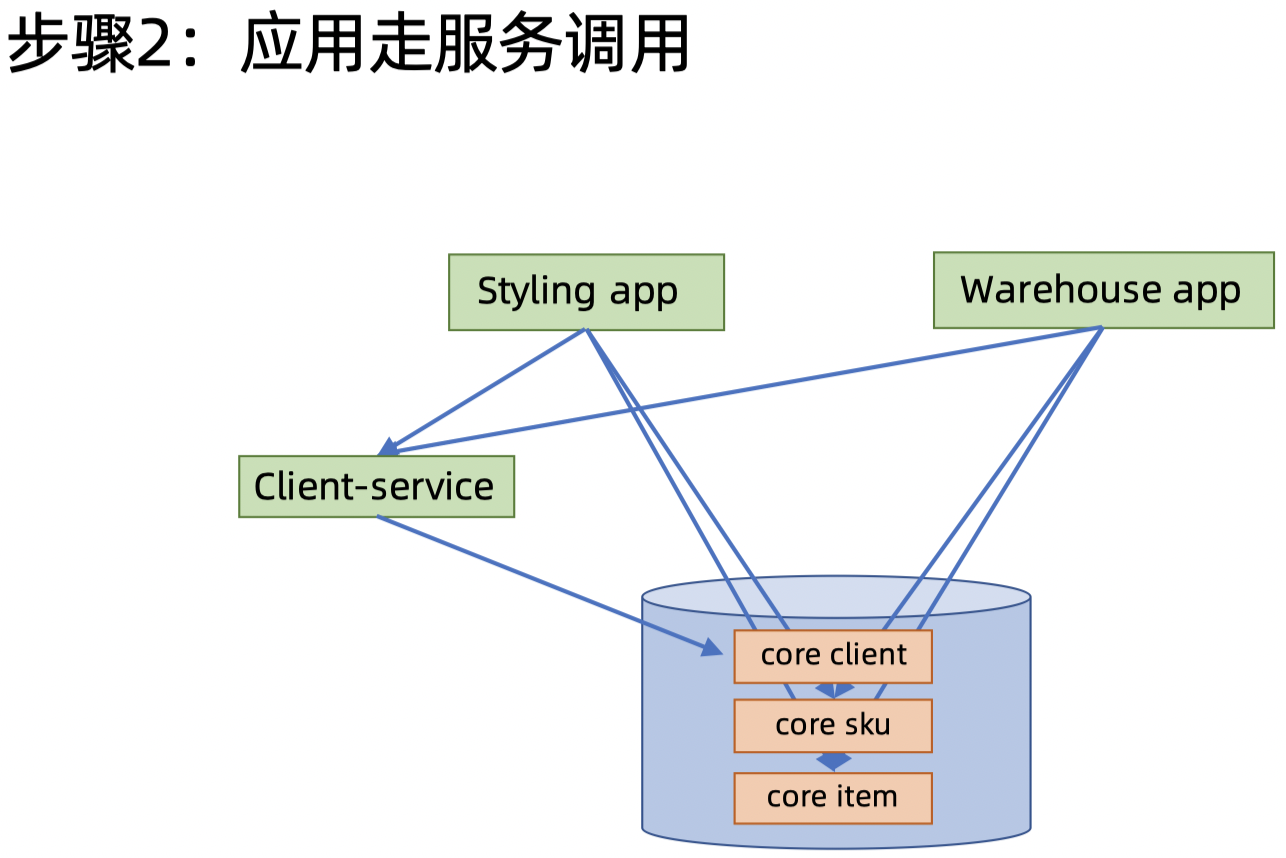 步骤2：应用走服务调用
Styling app
Warehouse app
Client-service
core client
core sku
core item